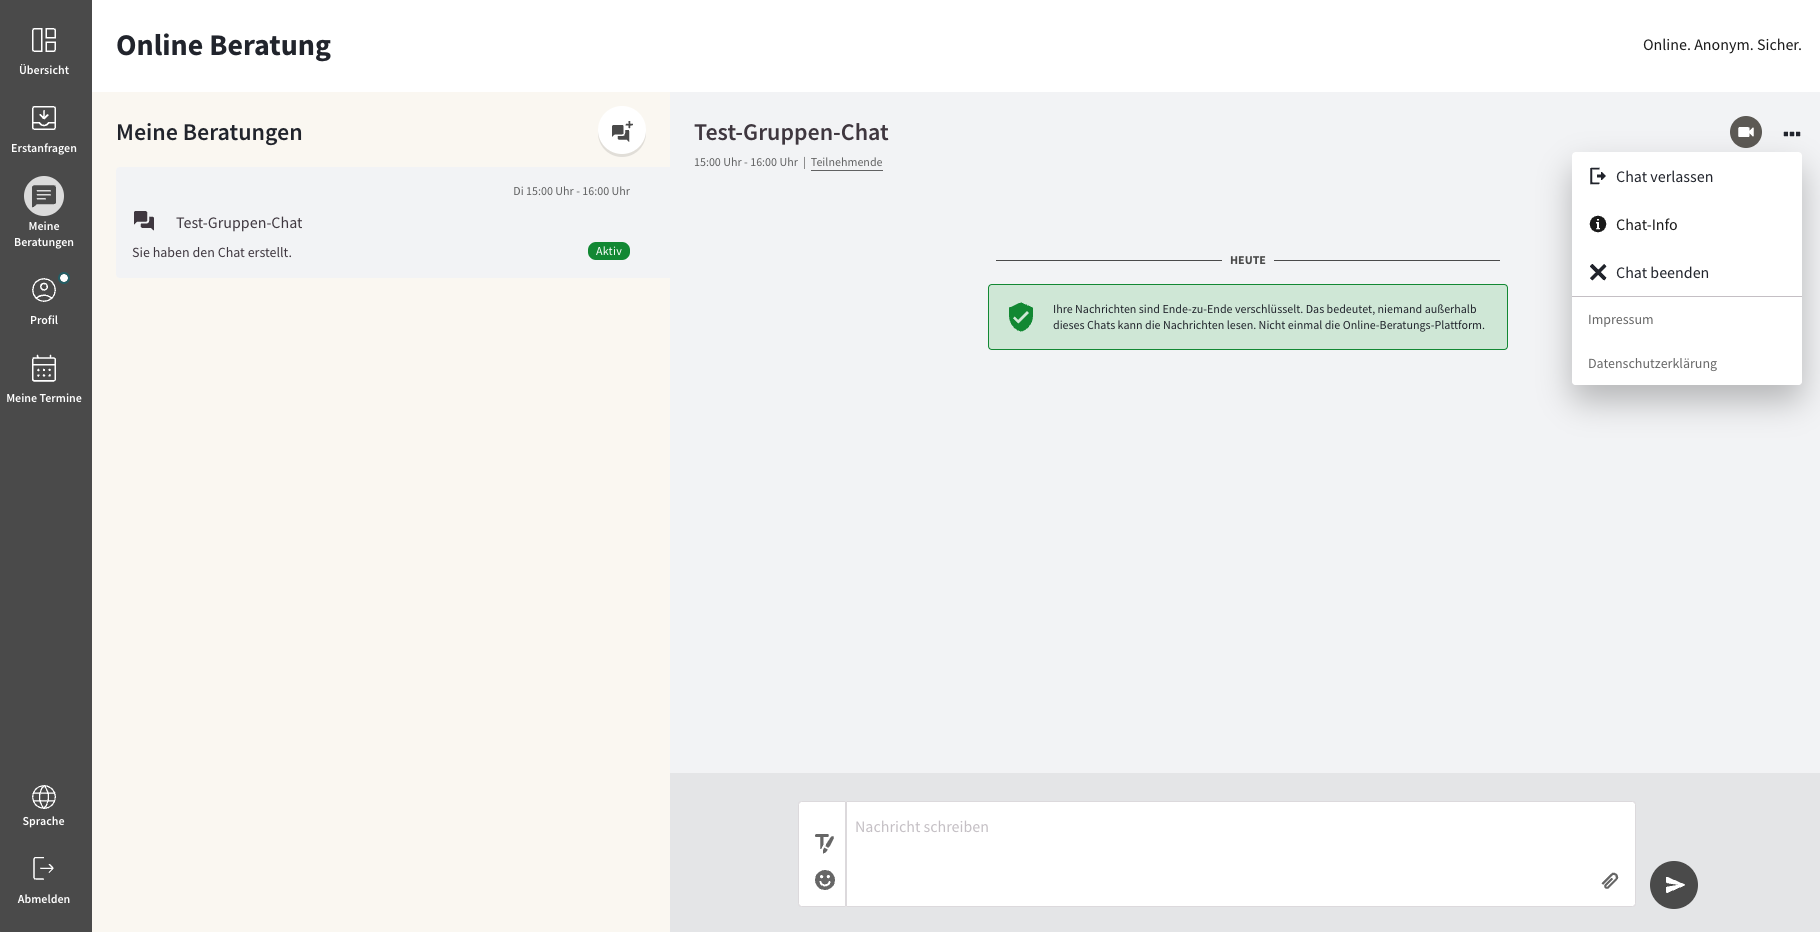 Übersicht
Erstanfragen
Meine
Beratungen
Profil
Meine Termine
Sprache
Abmelden
Online Beratung
Online. Anonym. Sicher.
Meine Beratungen
Di 15:00 Uhr - 16:00 Uhr
Test-Gruppen-Chat
Sie haben den Chat erstellt.
Aktiv
Test-Gruppen-Chat
15:00 Uhr - 16:00 Uhr | Teilnehmende
Chat verlassen
Chat-Info
Chat beenden
Impressum
Datenschutzerklärung
HEUTE
Ihre Nachrichten sind Ende-zu-Ende verschlüsselt. Das bedeutet, niemand außerhalb
dieses Chats kann die Nachrichten lesen. Nicht einmal die Online-Beratungs-Plattform.
Nachricht schreiben